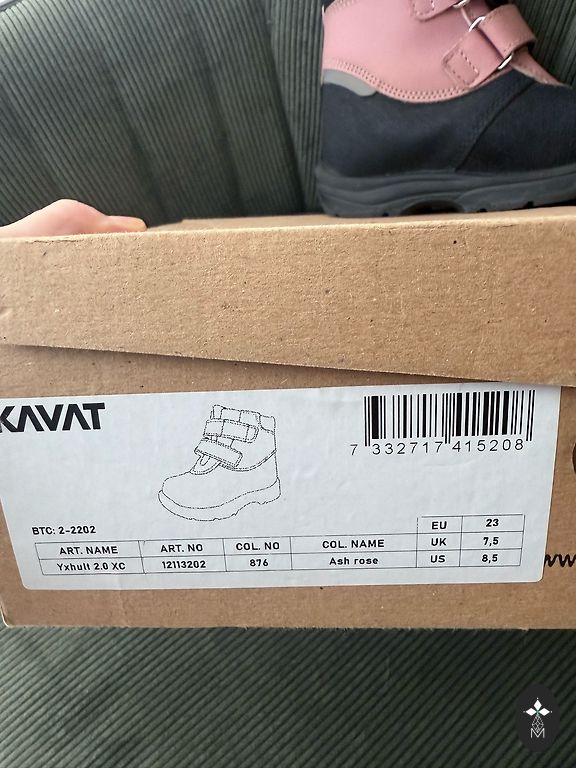 KAVAT
7 332717 415208
BTC: 2-2202
EU 23
ART. NAME ART. NO COL. NO COL. NAME UK 7,5
Yxhult 2.0 XC 12113202 876 Ash rose US 8,5
ww
M